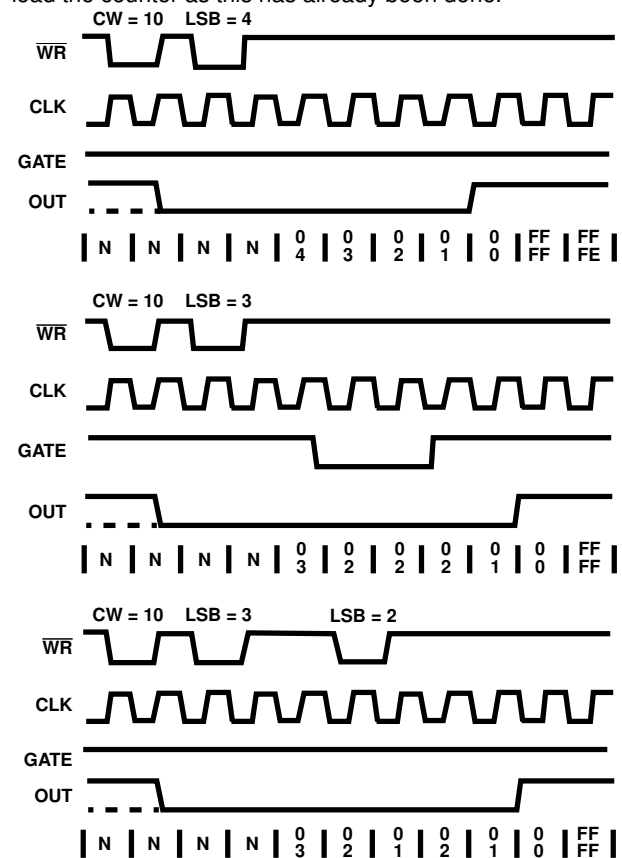 load the counter as this has already been done.
CW = 10 LSB = 4
WR
CLK
GATE
OUT
N N N N 0 4 0 3 0 2 0 1 0 0 FF FF FF FE
CW = 10 LSB = 3
WR
CLK
GATE
OUT
N N N N 0 3 0 2 0 2 0 2 0 1 0 0 FF FF
CW = 10 LSB = 3 LSB = 2
WR
CLK
GATE
OUT
N N N N 0 3 0 2 0 1 0 2 0 1 0 0 FF FF